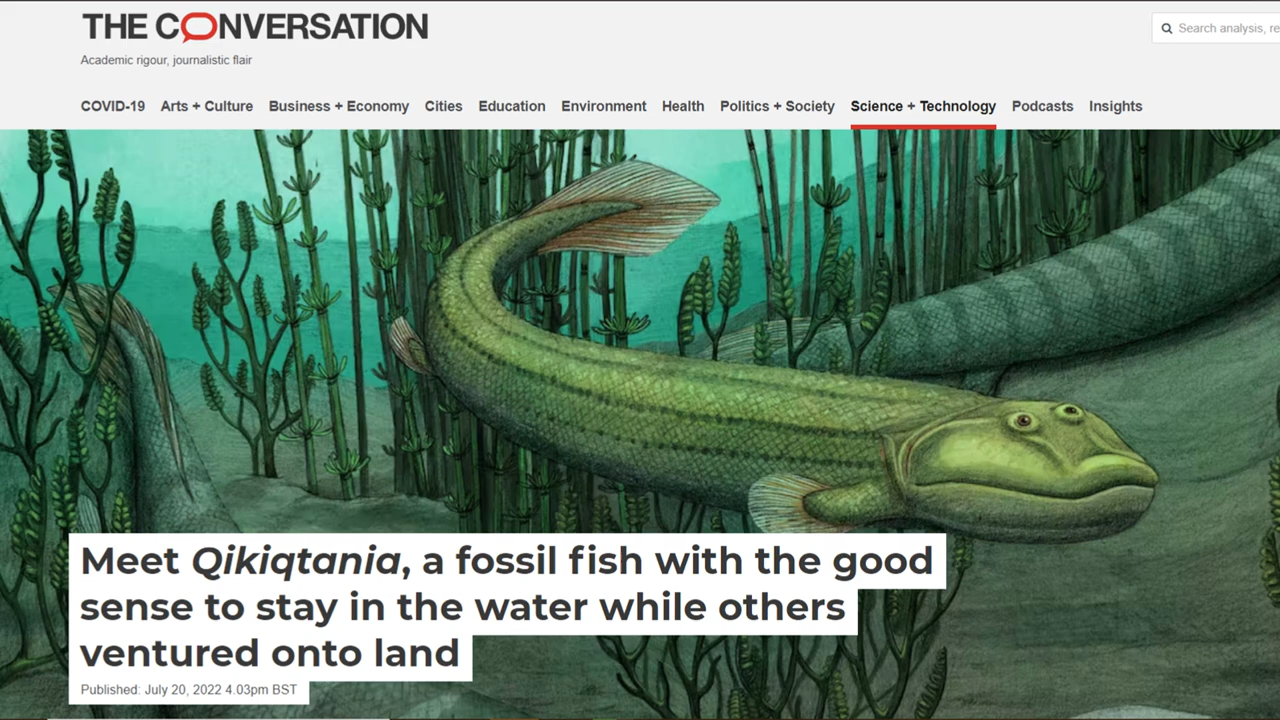 THE CONVERSATION
Search analysis, re
Academic rigour, journalistic flair
COVID-19 Arts + Culture Business + Economy Cities Education Environment Health Politics + Society Science + Technology Podcasts Insights
Meet Qikiqtania, a fossil fish with the good
sense to stay in the water while others
ventured onto land
Published: July 20, 2022 4.03pm BST